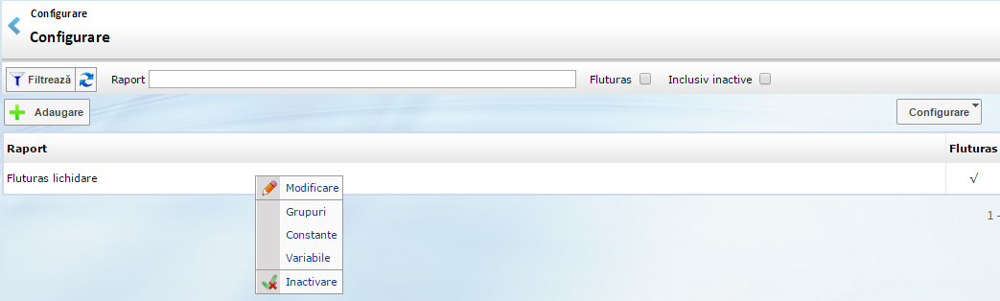 Configurare
Configurare
Filtrează Raport Fluturas Inclusiv inactive
Adaugare Configurare
Raport Fluturas
Fluturas lichidare √
Modificare
Grupuri
1 -
Constante
Variabile
Inactivare